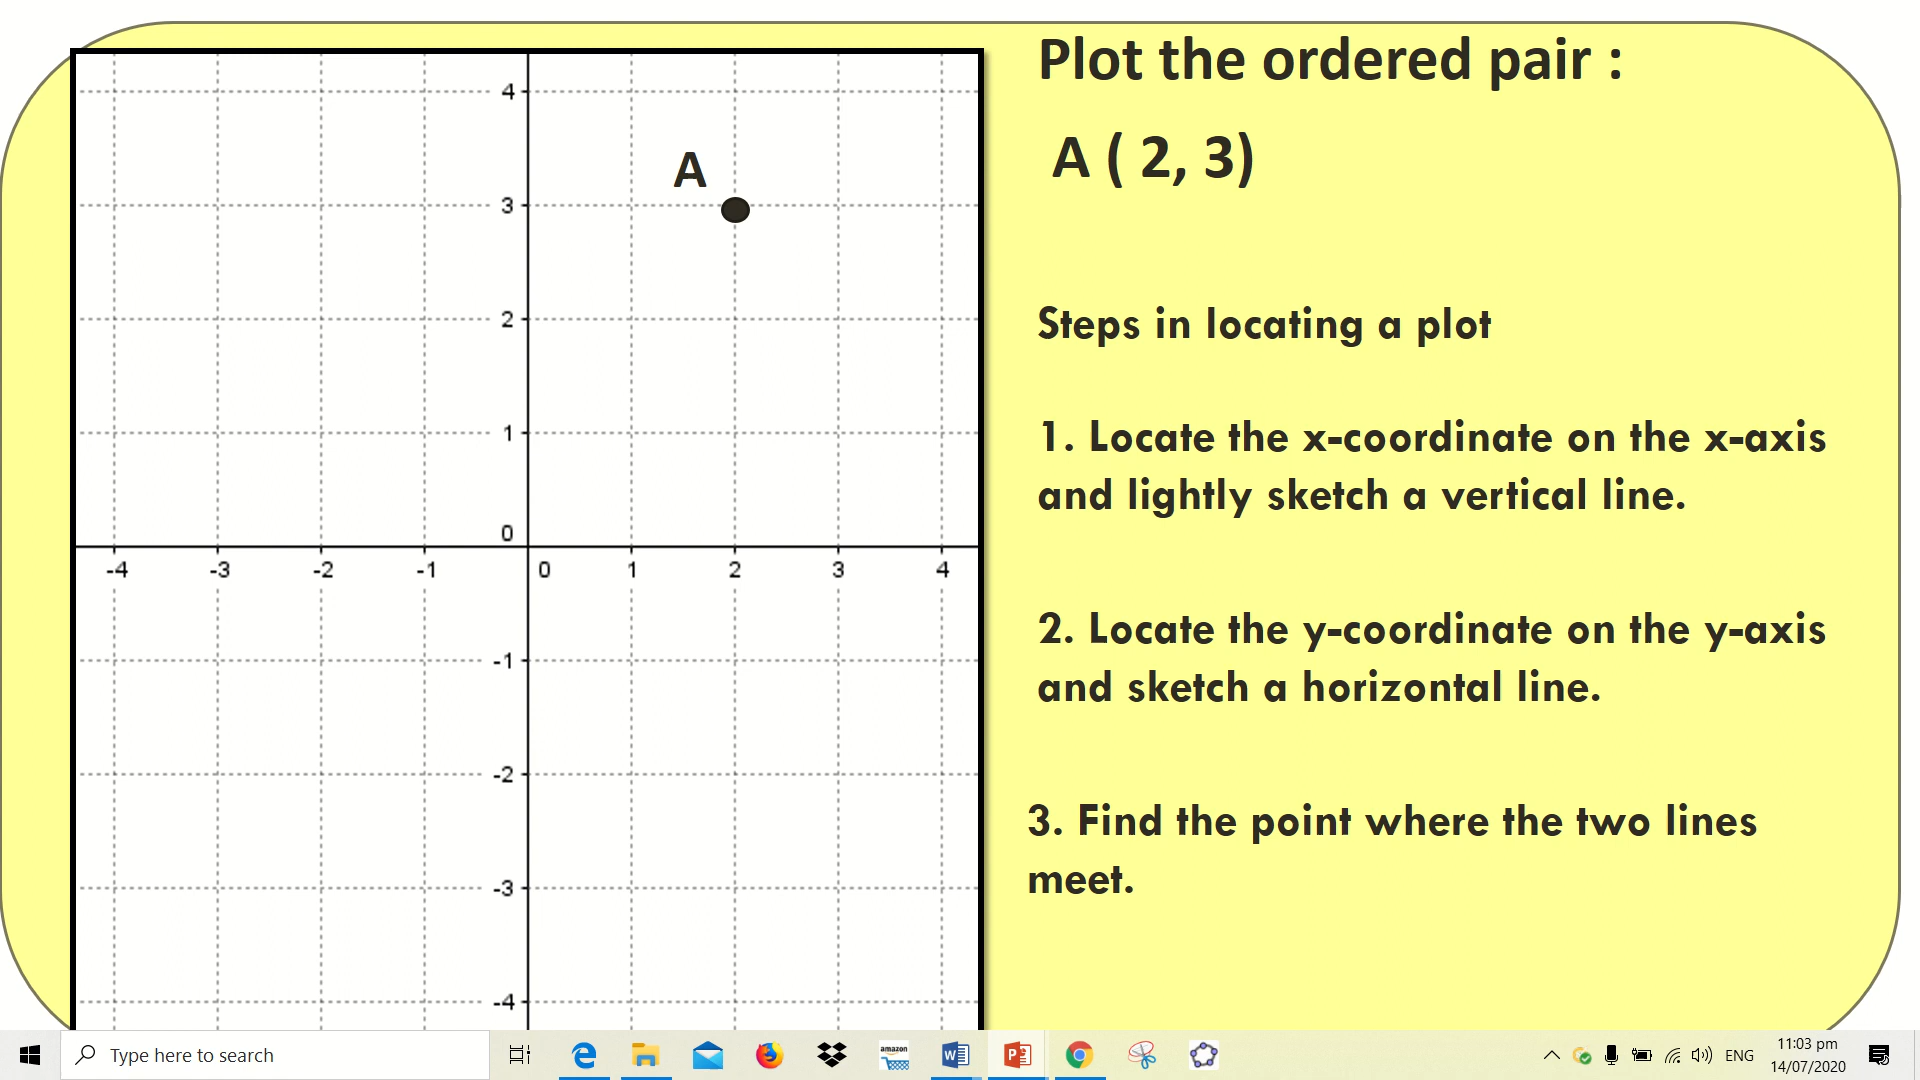 Plot the ordered pair :
A ( 2, 3)
4
A
3
2
1
0
-4 -3 -2 -1 0 1 2 3 4
-1
-2
-3
-4
Steps in locating a plot
1. Locate the x-coordinate on the x-axis
and lightly sketch a vertical line.
2. Locate the y-coordinate on the y-axis
and sketch a horizontal line.
3. Find the point where the two lines
meet.
Type here to search
amazon
ENG
11:03 pm
14/07/2020